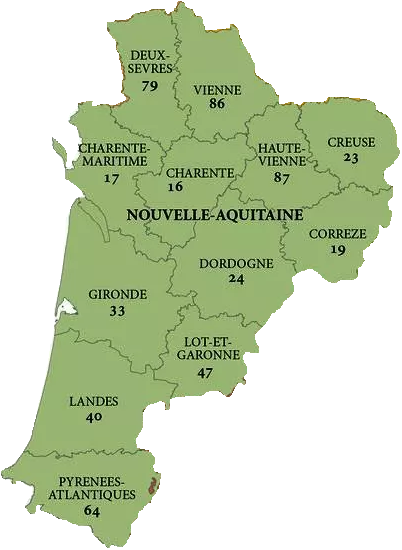 DEUX-
SEVRES
79
VIENNE
86
CHARENTE-
MARITIME
17
CHARENTE
16
HAUTE-
VIENNE
87
CREUSE
23
NOUVELLE-AQUITAINE
CORREZE
19
DORDOGNE
24
GIRONDE
33
LOT-ET-
GARONNE
47
LANDES
40
PYRENEES-
ATLANTIQUES
64